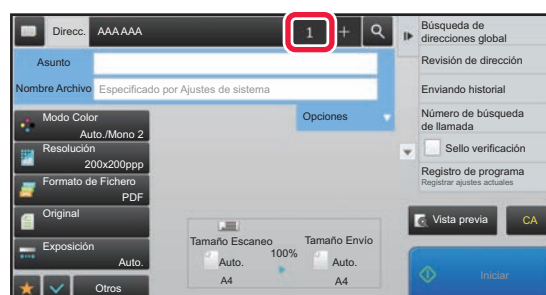 Direcc. AAAAAA 1 +
Asunto
Nombre Archivo Especificado por Ajustes de sistema
Modo Color
Auto./Mono 2
Opciones
Resolución
200x200ppp
Formato de Fichero
PDF
Original
Exposición
Auto.
Otros
Tamaño Escaneo
Auto.
A4
100%
Tamaño Envío
Auto.
A4
Búsqueda de
direcciones global
Revisión de dirección
Enviando historial
Número de búsqueda
de llamada
Sello verificación
Registro de programa
Registrar ajustes actuales
Vista previa
CA
Iniciar